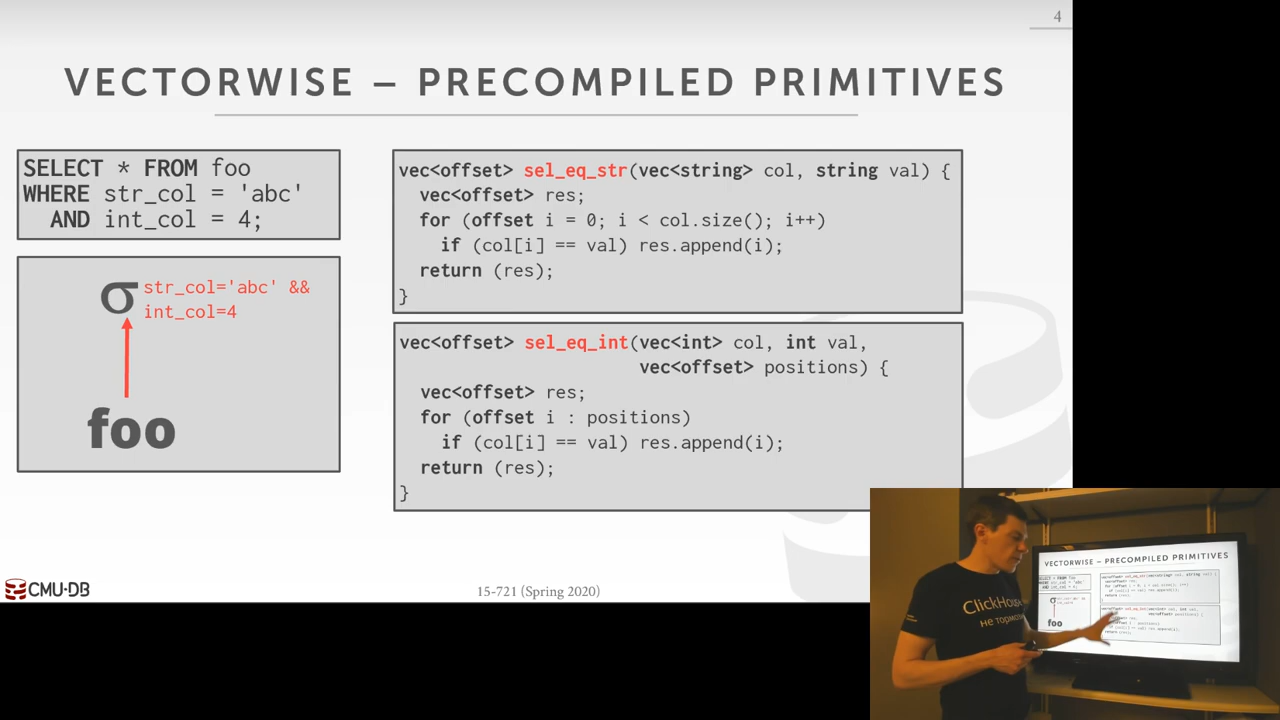 4
VECTORWISE – PRECOMPILED PRIMITIVES
SELECT * FROM foo
WHERE str_col = 'abc'
AND int_col = 4;
σ str_col='abc' &&
int_col=4
foo
vec<offset> sel_eq_str(vec<string> col, string val) {
vec<offset> res;
for (offset i = 0; i < col.size(); i++)
if (col[i] == val) res.append(i);
return (res);
}
vec<offset> sel_eq_int(vec<int> col, int val,
vec<offset> positions) {
vec<offset> res;
for (offset i : positions)
if (col[i] == val) res.append(i);
return (res);
}
CMU·DB
15-721 (Spring 2020)
ClickHouse
не тормозит
VECTORWISE – PRECOMPILED PRIMITIVES
foo